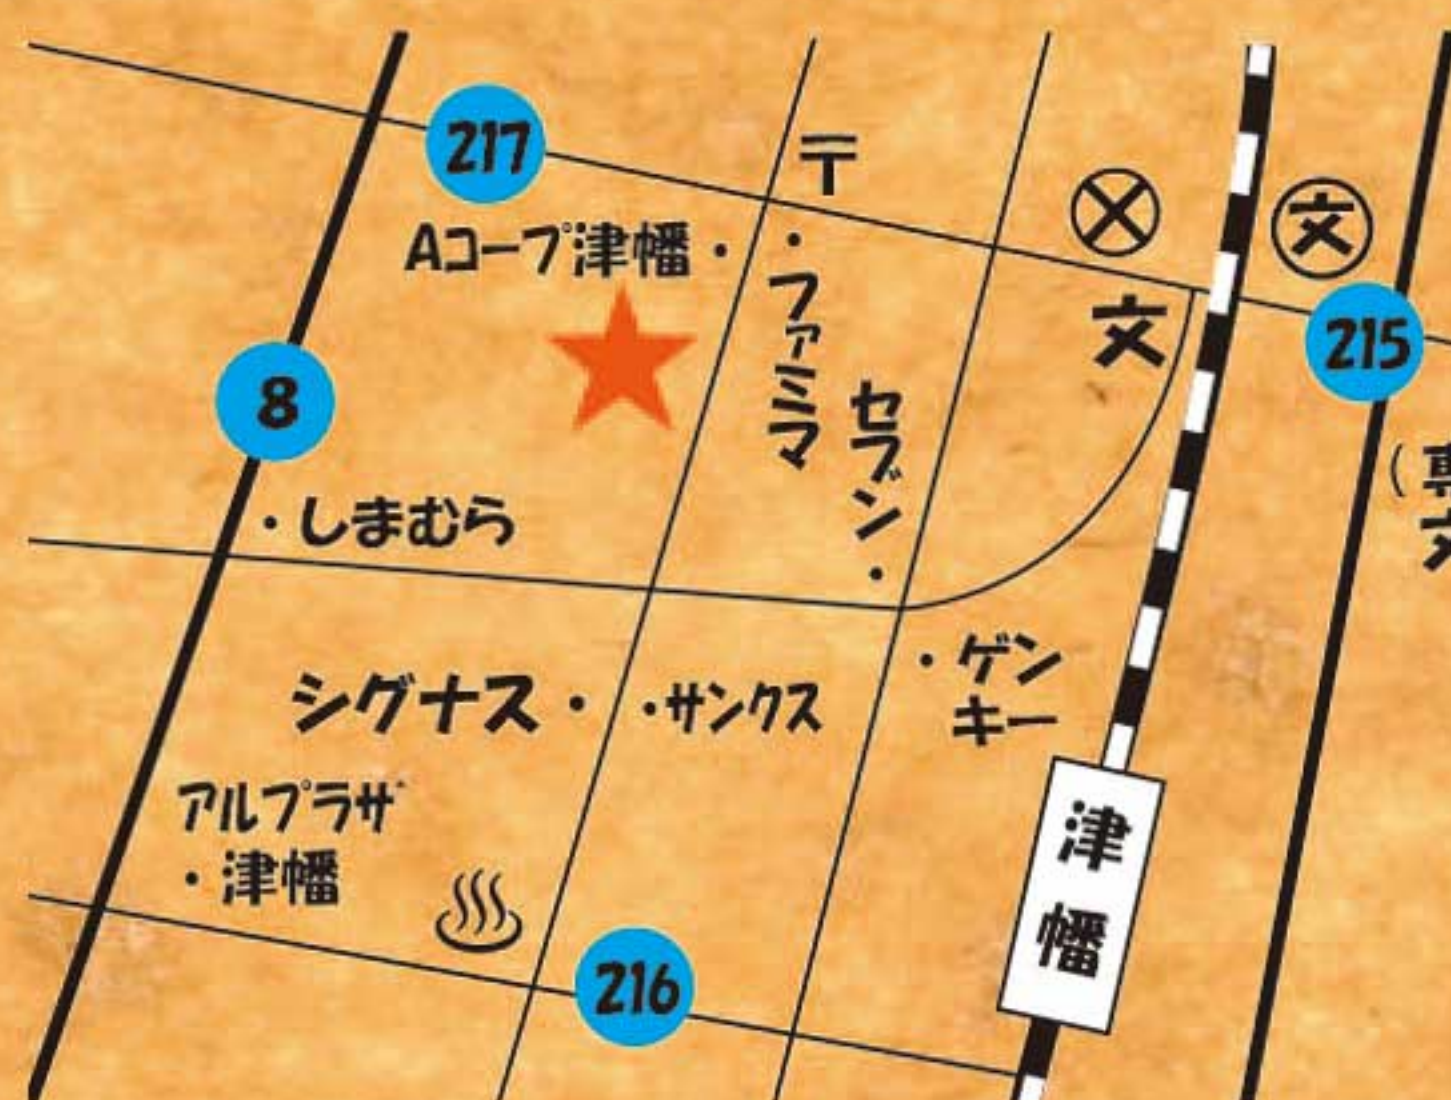 217
〒
Aコープ津幡・
・ファミマ
文
文
215
8
セブン・
・しまむら
(専
シグナス・
・サンクス
・ゲン
キー
アルプラザ
・津幡
津幡
216